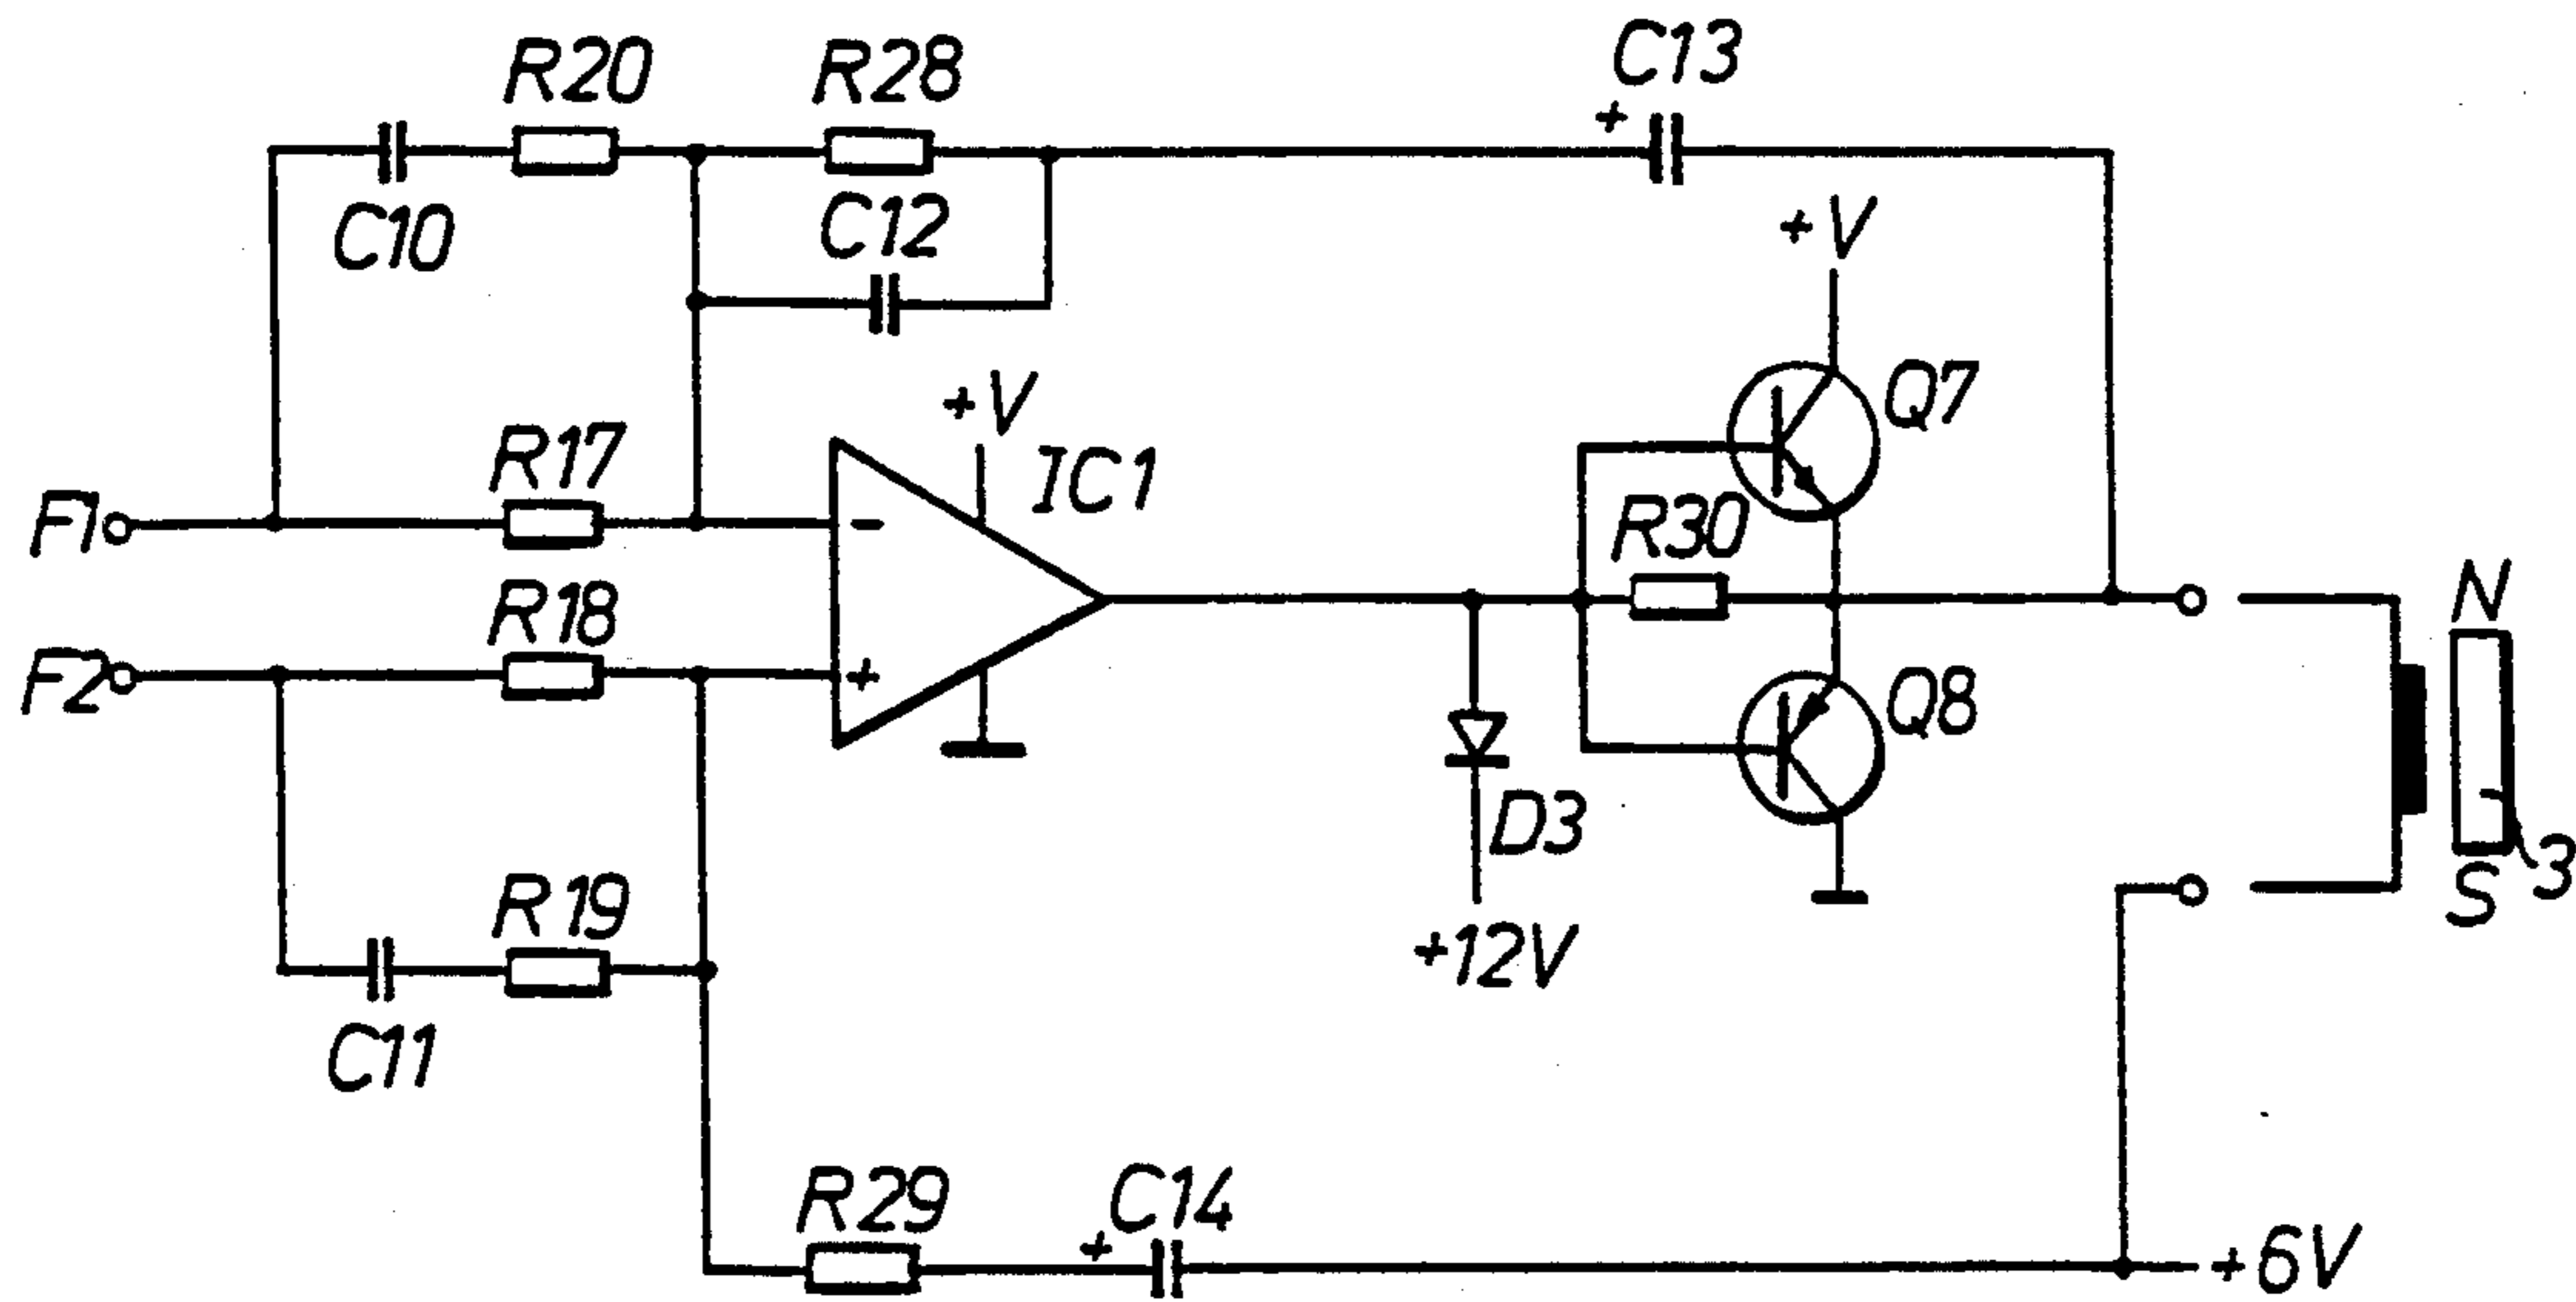 R20
R28
C13
+
C10
C12
+V
+V
IC1
Q7
R17
F1
-
R30
R18
N
F2
+
Q8
D3
R19
3
S
+12V
C11
R29
C14
+
+6V